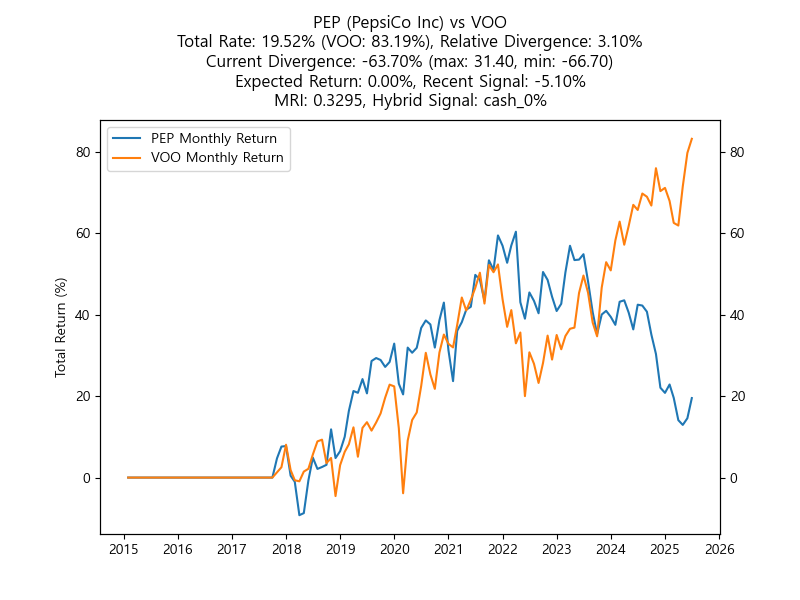 PEP (PepsiCo Inc) vs VOO
Total Rate: 19.52% (VOO: 83.19%), Relative Divergence: 3.10%
Current Divergence: -63.70% (max: 31.40, min: -66.70)
Expected Return: 0.00%, Recent Signal: -5.10%
MRI: 0.3295, Hybrid Signal: cash_0%
PEP Monthly Return
VOO Monthly Return
80 80
60 60
40 40
20 20
0 0
Total Return (%)
2015 2016 2017 2018 2019 2020 2021 2022 2023 2024 2025 2026